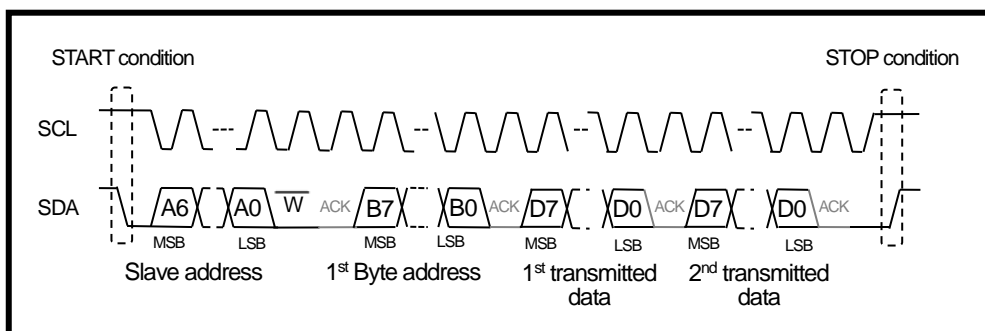 START condition STOP condition
SCL
SDA A6 A0 W ACK B7 B0 ACK D7 D0 ACK D7 D0 ACK
MSB LSB MSB LSB MSB LSB MSB LSB
Slave address 1st Byte address 1st transmitted data 2nd transmitted data